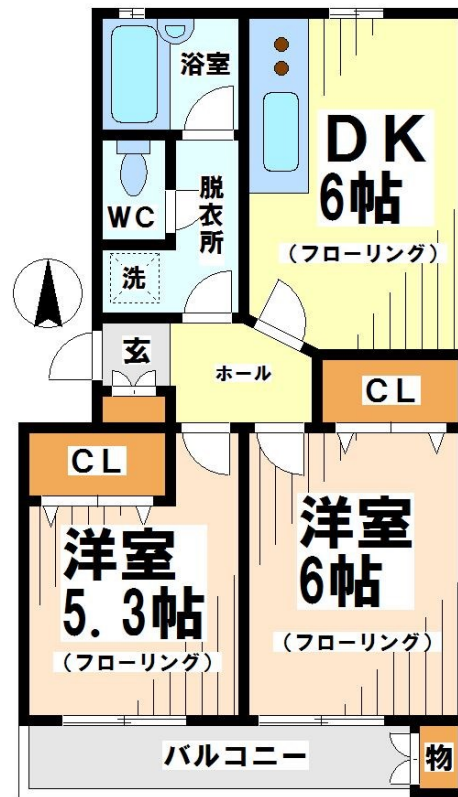 浴室
DK
6帖
(フローリング)
WC
脱衣所
洗
玄
ホール
CL
CL
洋室
5.3帖
(フローリング)
洋室
6帖
(フローリング)
バルコニー
物